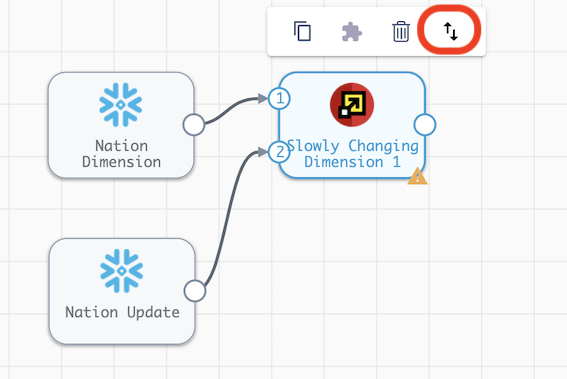 1
Nation
Dimension
Slowly Changing
Dimension 1
2
Nation Update